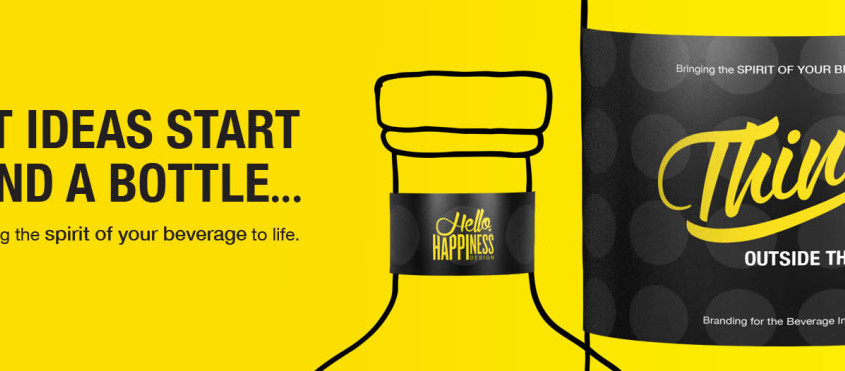 T IDEAS START
ND A BOTTLE...
g the spirit of your beverage to life.
Hello,
HAPPINESS
DESIGN
Bringing the SPIRIT OF YOUR B
Thin
OUTSIDE TH
Branding for the Beverage In